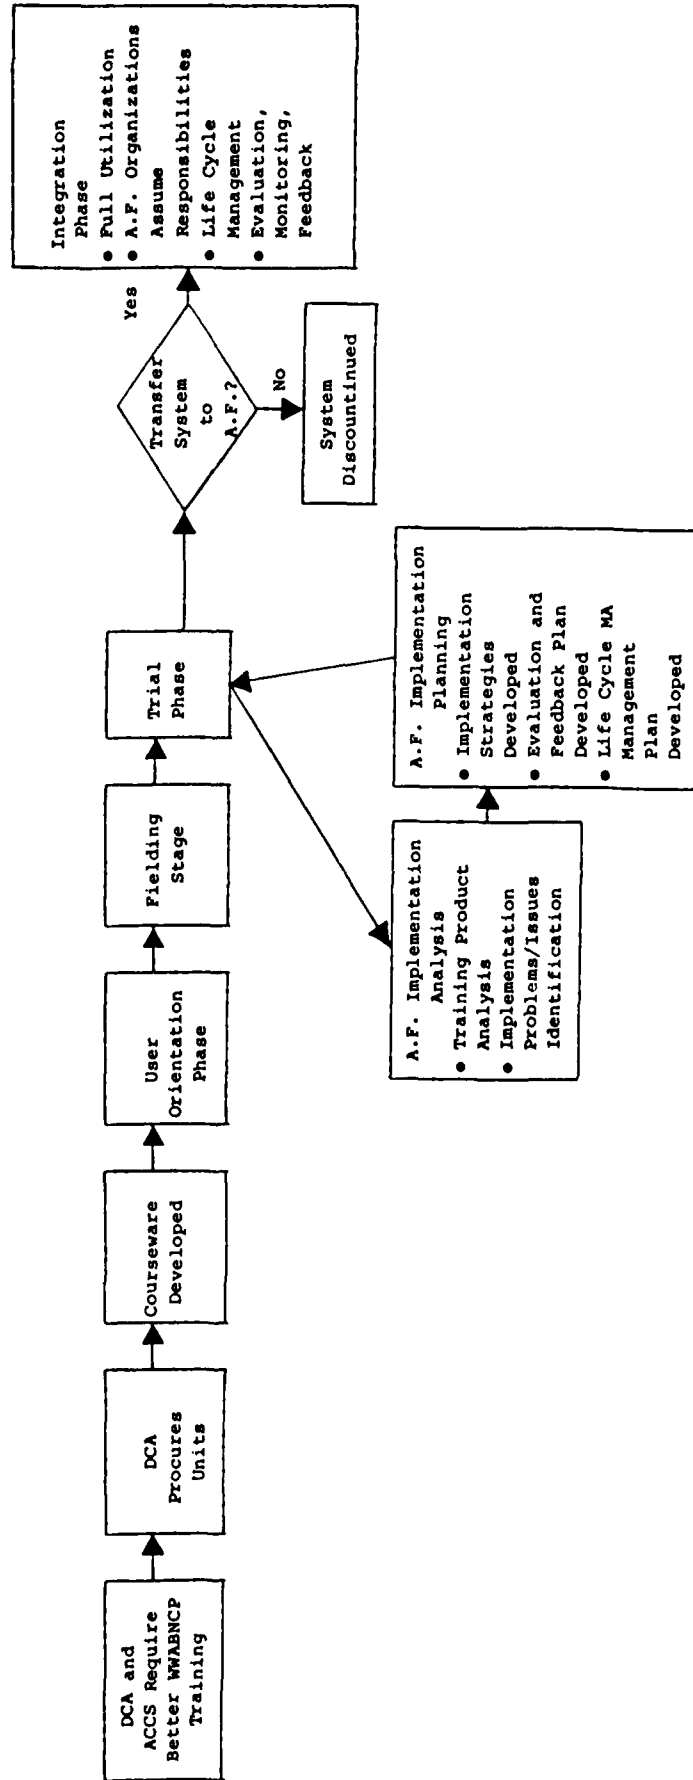 DCA and
ACCS Require
Better WWABNCP
Training
DCA
Procures
Units
Courseware
Developed
User
Orientation
Phase
Fielding
Stage
Trial
Phase
A.F. Implementation
Analysis
● Training Product
Analysis
● Implementation
Problems/Issues
Identification
A.F. Implementation
Planning
● Implementation
Strategies
Developed
● Evaluation and
Feedback Plan
Developed
● Life Cycle MA
Management
Plan
Developed
Transfer
System
to
A.F.?
Yes
No
System
Discountinued
Integration
Phase
● Full Utilization
● A.F. Organizations
Assume
Responsibilities
● Life Cycle
Management
● Evaluation,
Monitoring,
Feedback